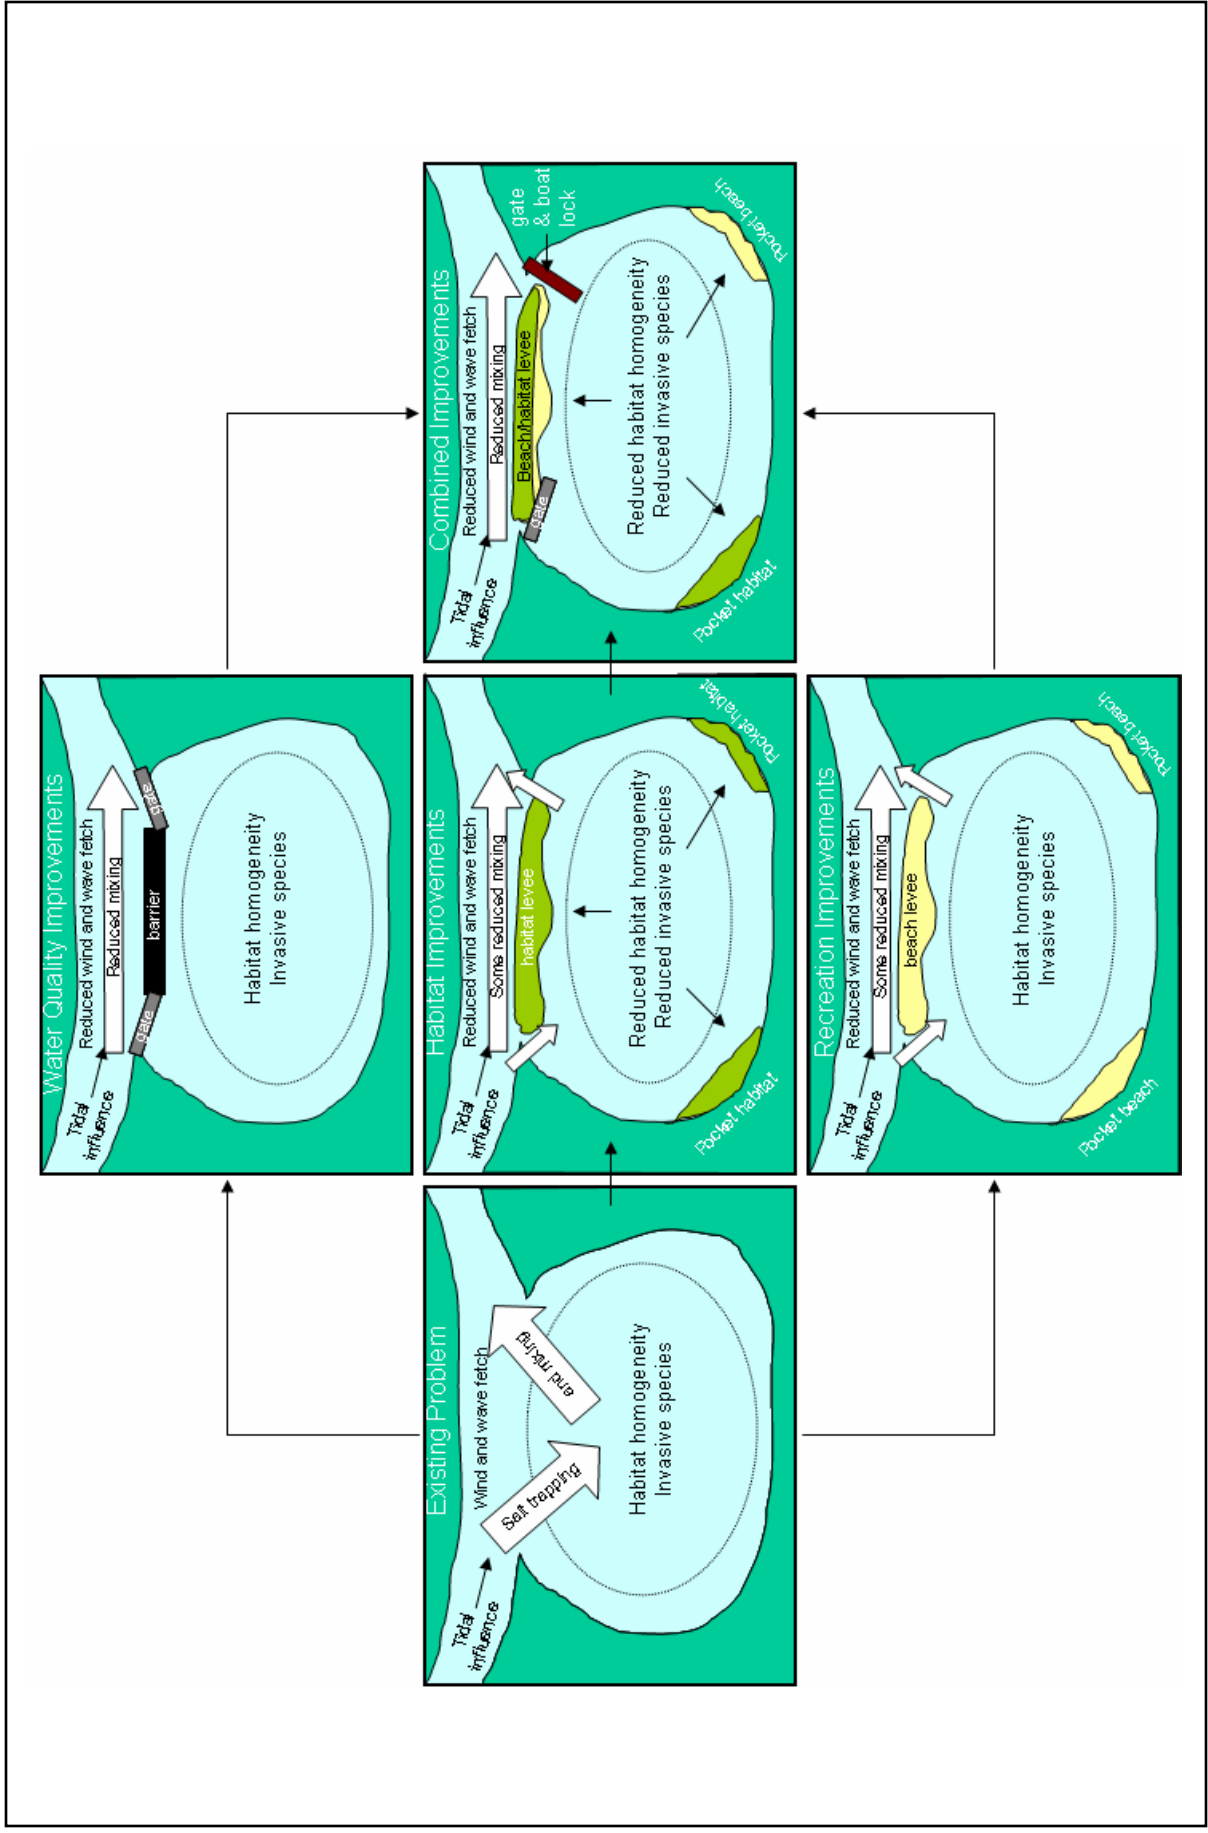 Existing Problem
Wind and wave fetch
Tidal
influence
Salt trapping
and mixing
Habitat homogeneity
Invasive species
Water Quality Improvements
Reduced wind and wave fetch
Reduced mixing
Tidal
influence
gate
barrier
gate
Habitat homogeneity
Invasive species
Habitat Improvements
Reduced wind and wave fetch
Some reduced mixing
Tidal
influence
habitat levee
Reduced habitat homogeneity
Reduced invasive species
Pocket habitat
Pocket habitat
Recreation Improvements
Reduced wind and wave fetch
Some reduced mixing
Tidal
influence
beach levee
Habitat homogeneity
Invasive species
Pocket beach
Pocket beach
Combined Improvements
Reduced wind and wave fetch
Reduced mixing
Tidal
influence
Beach/habitat levee
gate
gate
& boat
lock
Reduced habitat homogeneity
Reduced invasive species
Pocket habitat
Pocket beach